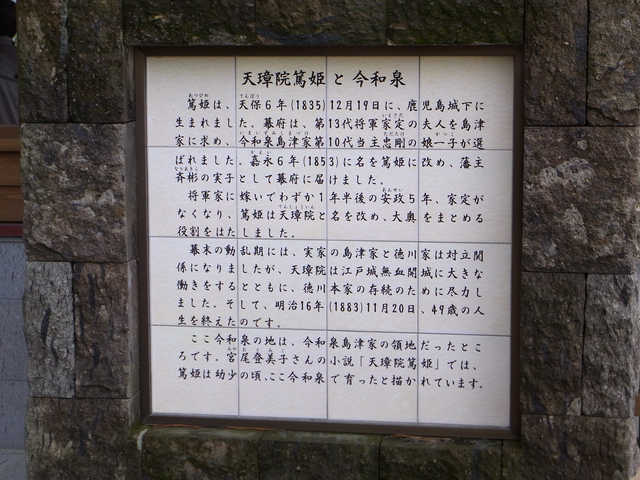 天璋院篤姫と今和泉
篤姫は、天保6年(1835)12月19日に、鹿児島城下に
生まれました。幕府は、第13代将軍家定の夫人を島津
家に求め、今和泉島津家第10代当主忠剛の娘一子が選
ばれました。嘉永6年(1853)に名を篤姫に改め、藩主
斉彬の実子として幕府に届けました。
将軍家に嫁いでわずか1年半後の安政5年、家定が
なくなり、篤姫は天璋院と名を改め、大奥をまとめる
役割をはたしました。
幕末の動乱期には、実家の島津家と徳川家は対立関
係になりましたが、天璋院は江戸城無血開城に大きな
働きをするとともに、徳川本家の存続のために尽力し
ました。そして、明治16年(1883)11月20日、49歳の人
生を終えたのです。
ここ今和泉の地は、今和泉島津家の領地だったとこ
ろです。宮尾登美子さんの小説「天璋院篤姫」では、
篤姫は幼少の頃、ここ今和泉で育ったと描かれています。